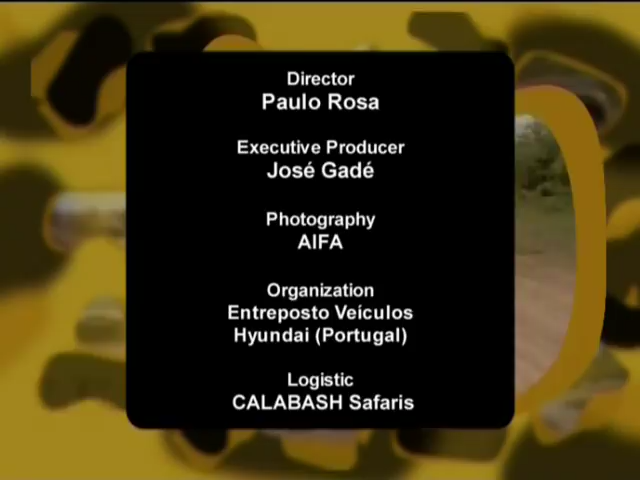 Director
Paulo Rosa
Executive Producer
José Gadé
Photography
AIFA
Organization
Entreposto Veículos
Hyundai (Portugal)
Logistic
CALABASH Safaris